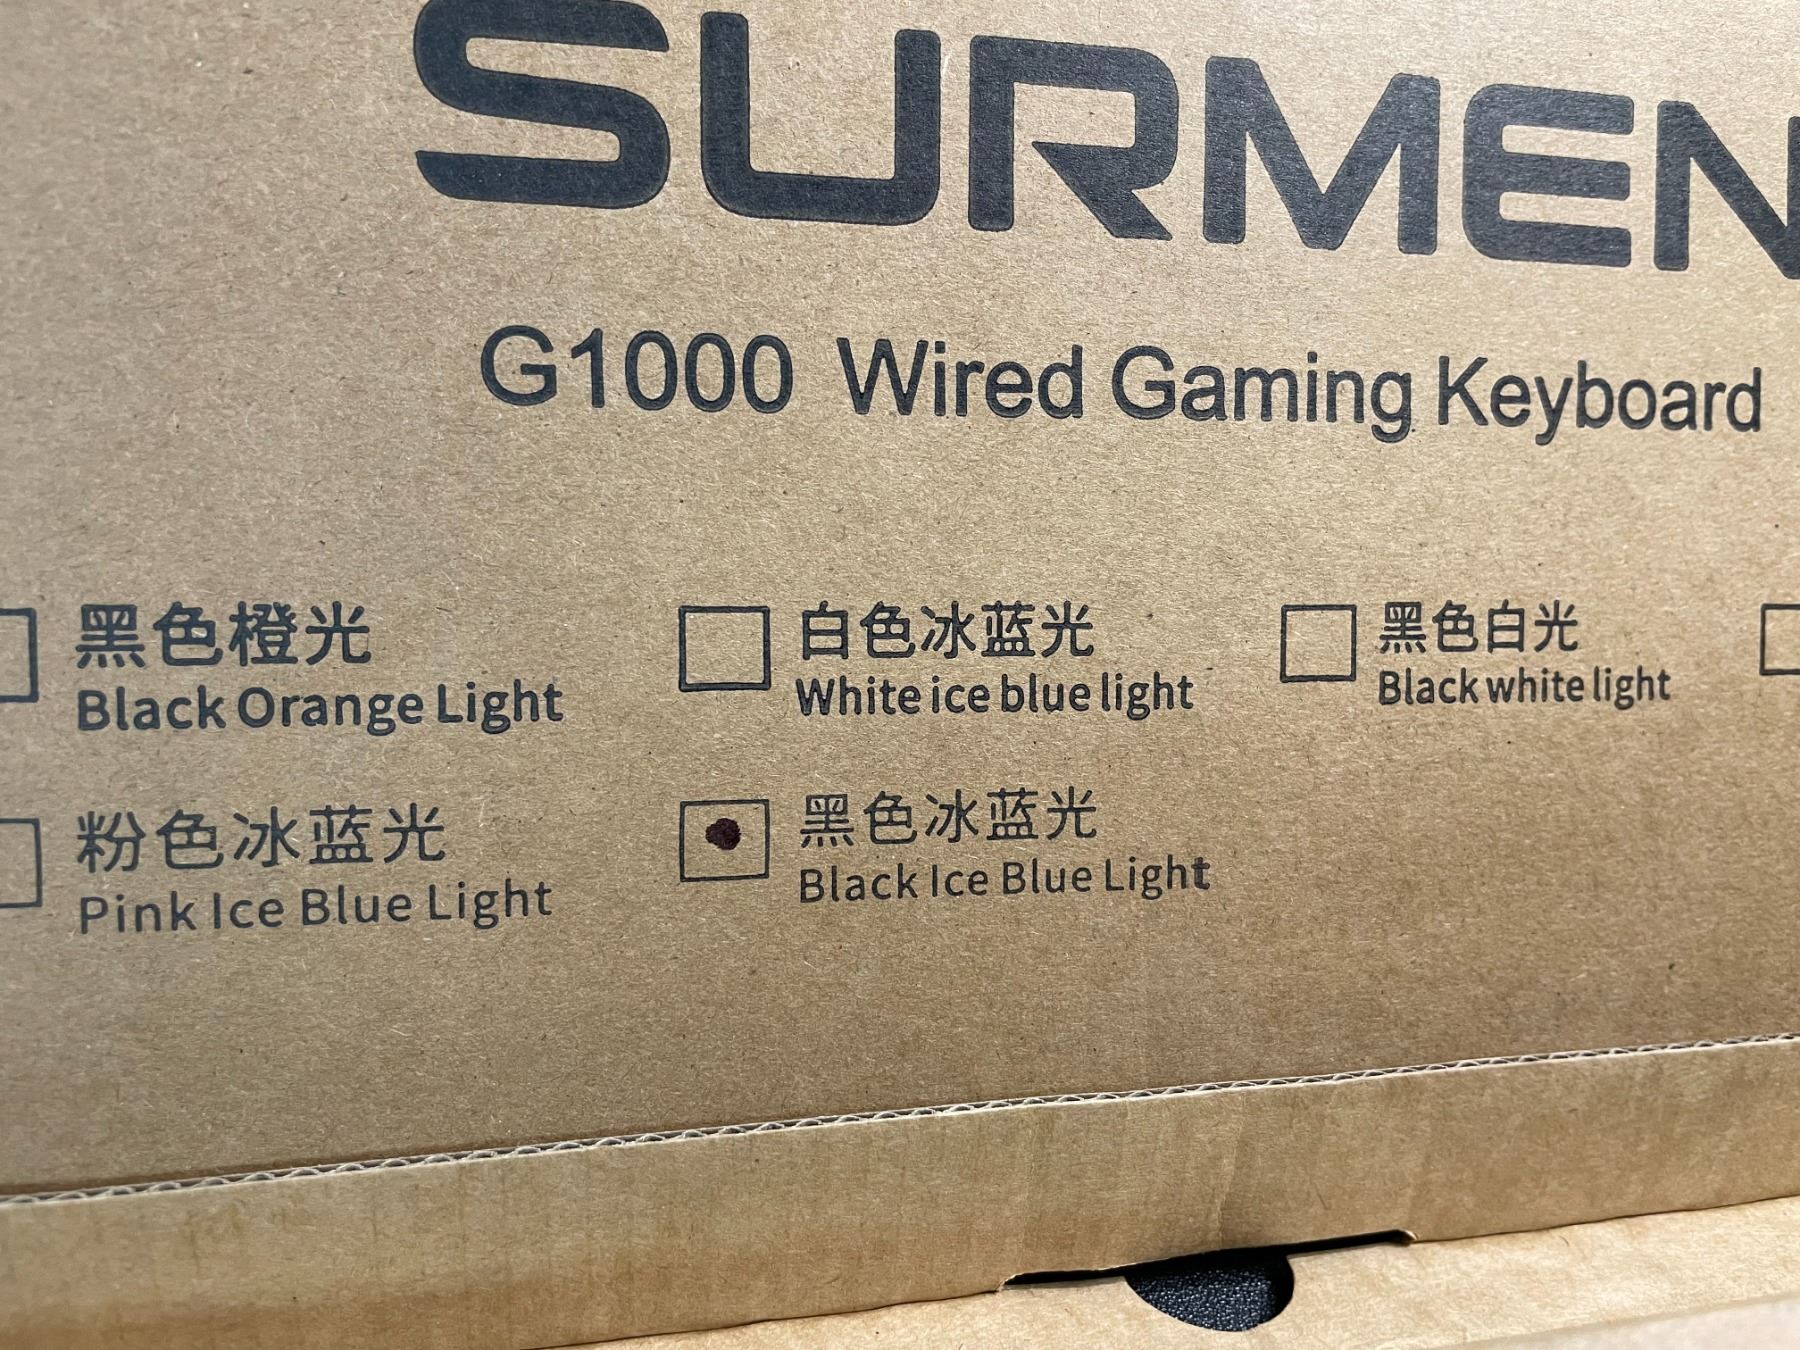 SURMEN
G1000 Wired Gaming Keyboard
黑色橙光
Black Orange Light
白色冰蓝光
White ice blue light
黑色白光
Black white light
粉色冰蓝光
Pink Ice Blue Light
黑色冰蓝光
Black Ice Blue Light